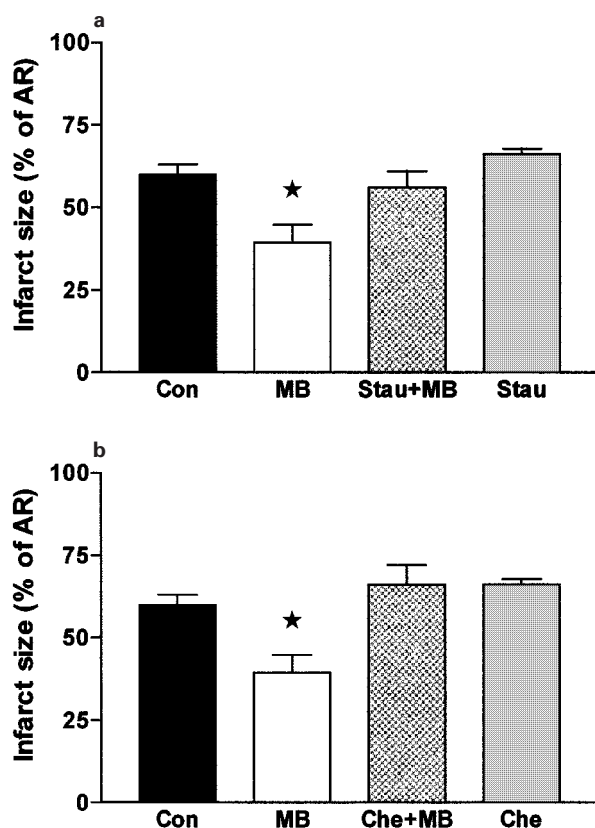 a
Infarct size (% of AR)
100
75
50
25
0
★
Con MB Stau+MB Stau
b
Infarct size (% of AR)
100
75
50
25
0
★
Con MB Che+MB Che